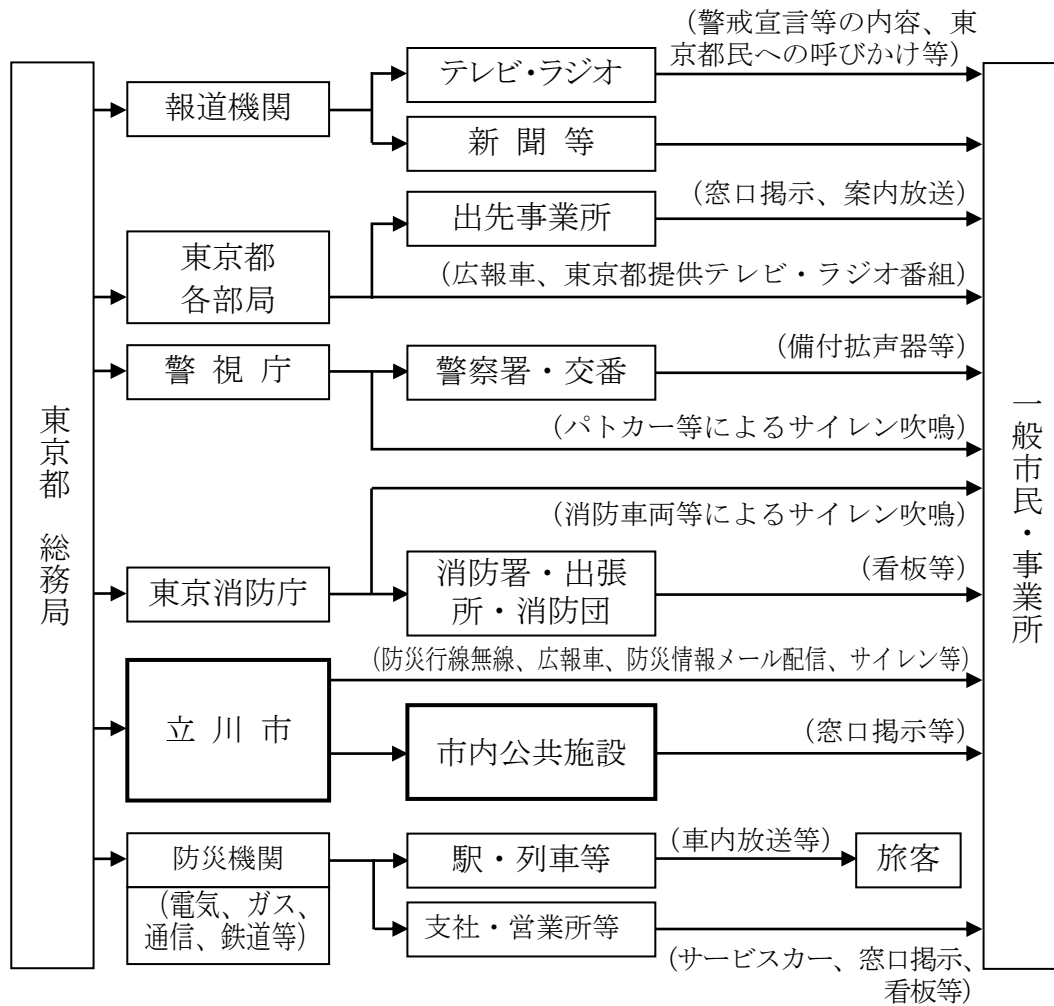 (警戒宣言等の内容、東
京都民への呼びかけ等)
テレビ・ラジオ
報道機関
新 聞 等
(窓口掲示、案内放送)
出先事業所
東京都
各部局
(広報車、東京都提供テレビ・ラジオ番組)
(備付拡声器等)
警 視 庁
警察署・交番
(パトカー等によるサイレン吹鳴)
東京都 総務局
一般市民・事業所
(消防車両等によるサイレン吹鳴)
東京消防庁
消防署・出張
所・消防団
(看板等)
(防災行線無線、広報車、防災情報メール配信、サイレン等)
立 川 市
市内公共施設
(窓口掲示等)
防災機関
(電気、ガス、
通信、鉄道等)
駅・列車等
(車内放送等)
旅客
支社・営業所等
(サービスカー、窓口掲示、
看板等)